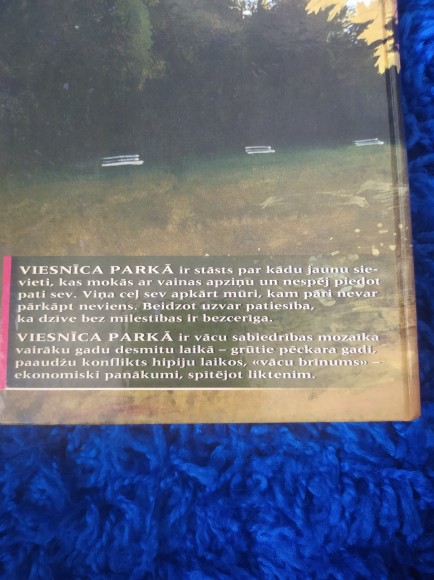 VIESNĪCA PARKĀ ir stāsts par kādu jaunu sie-
vieti, kas mokās ar vainas apziņu un nespēj piedot
pati sev. Viņa ceļ sev apkārt mūri, kam pāri nevar
pārkāpt neviens. Beidzot uzvar patiesība,
ka dzīve bez mīlestības ir bezcerīga.
VIESNĪCA PARKĀ ir vācu sabiedrības mozaīka
vairāku gadu desmitu laikā – grūtie pēckara gadi,
paaudžu konflikts hipiju laikos, «vācu brīnums» –
ekonomiski panākumi, spītējot liktenim.